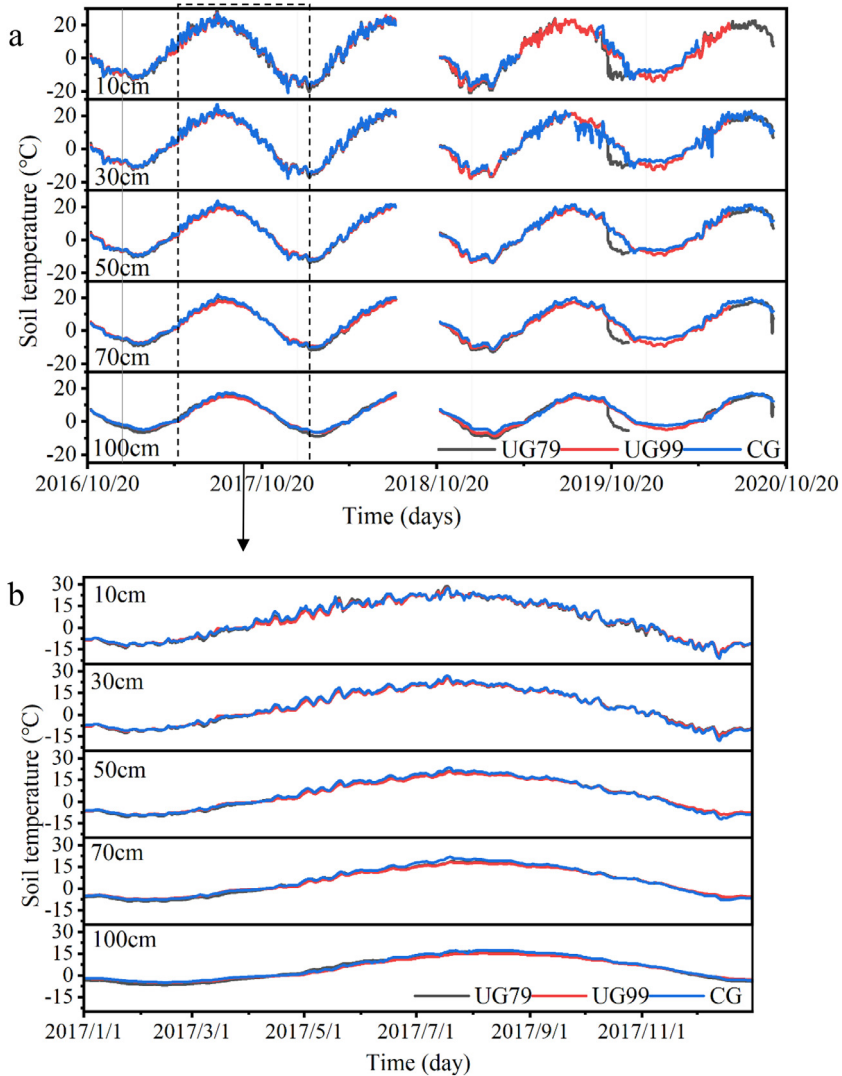 a
20
0
-20
10cm
20
0
-20
30cm
20
0
-20
50cm
20
0
-20
70cm
20
0
-20
100cm
Soil temperature (℃)
UG79 UG99 CG
2016/10/20 2017/10/20 2018/10/20 2019/10/20 2020/10/20
Time (days)
b
30
15
0
-15
10cm
30
15
0
-15
30cm
30
15
0
-15
50cm
30
15
0
-15
70cm
30
15
0
-15
100cm
Soil temperature (℃)
UG79 UG99 CG
2017/1/1 2017/3/1 2017/5/1 2017/7/1 2017/9/1 2017/11/1
Time (day)